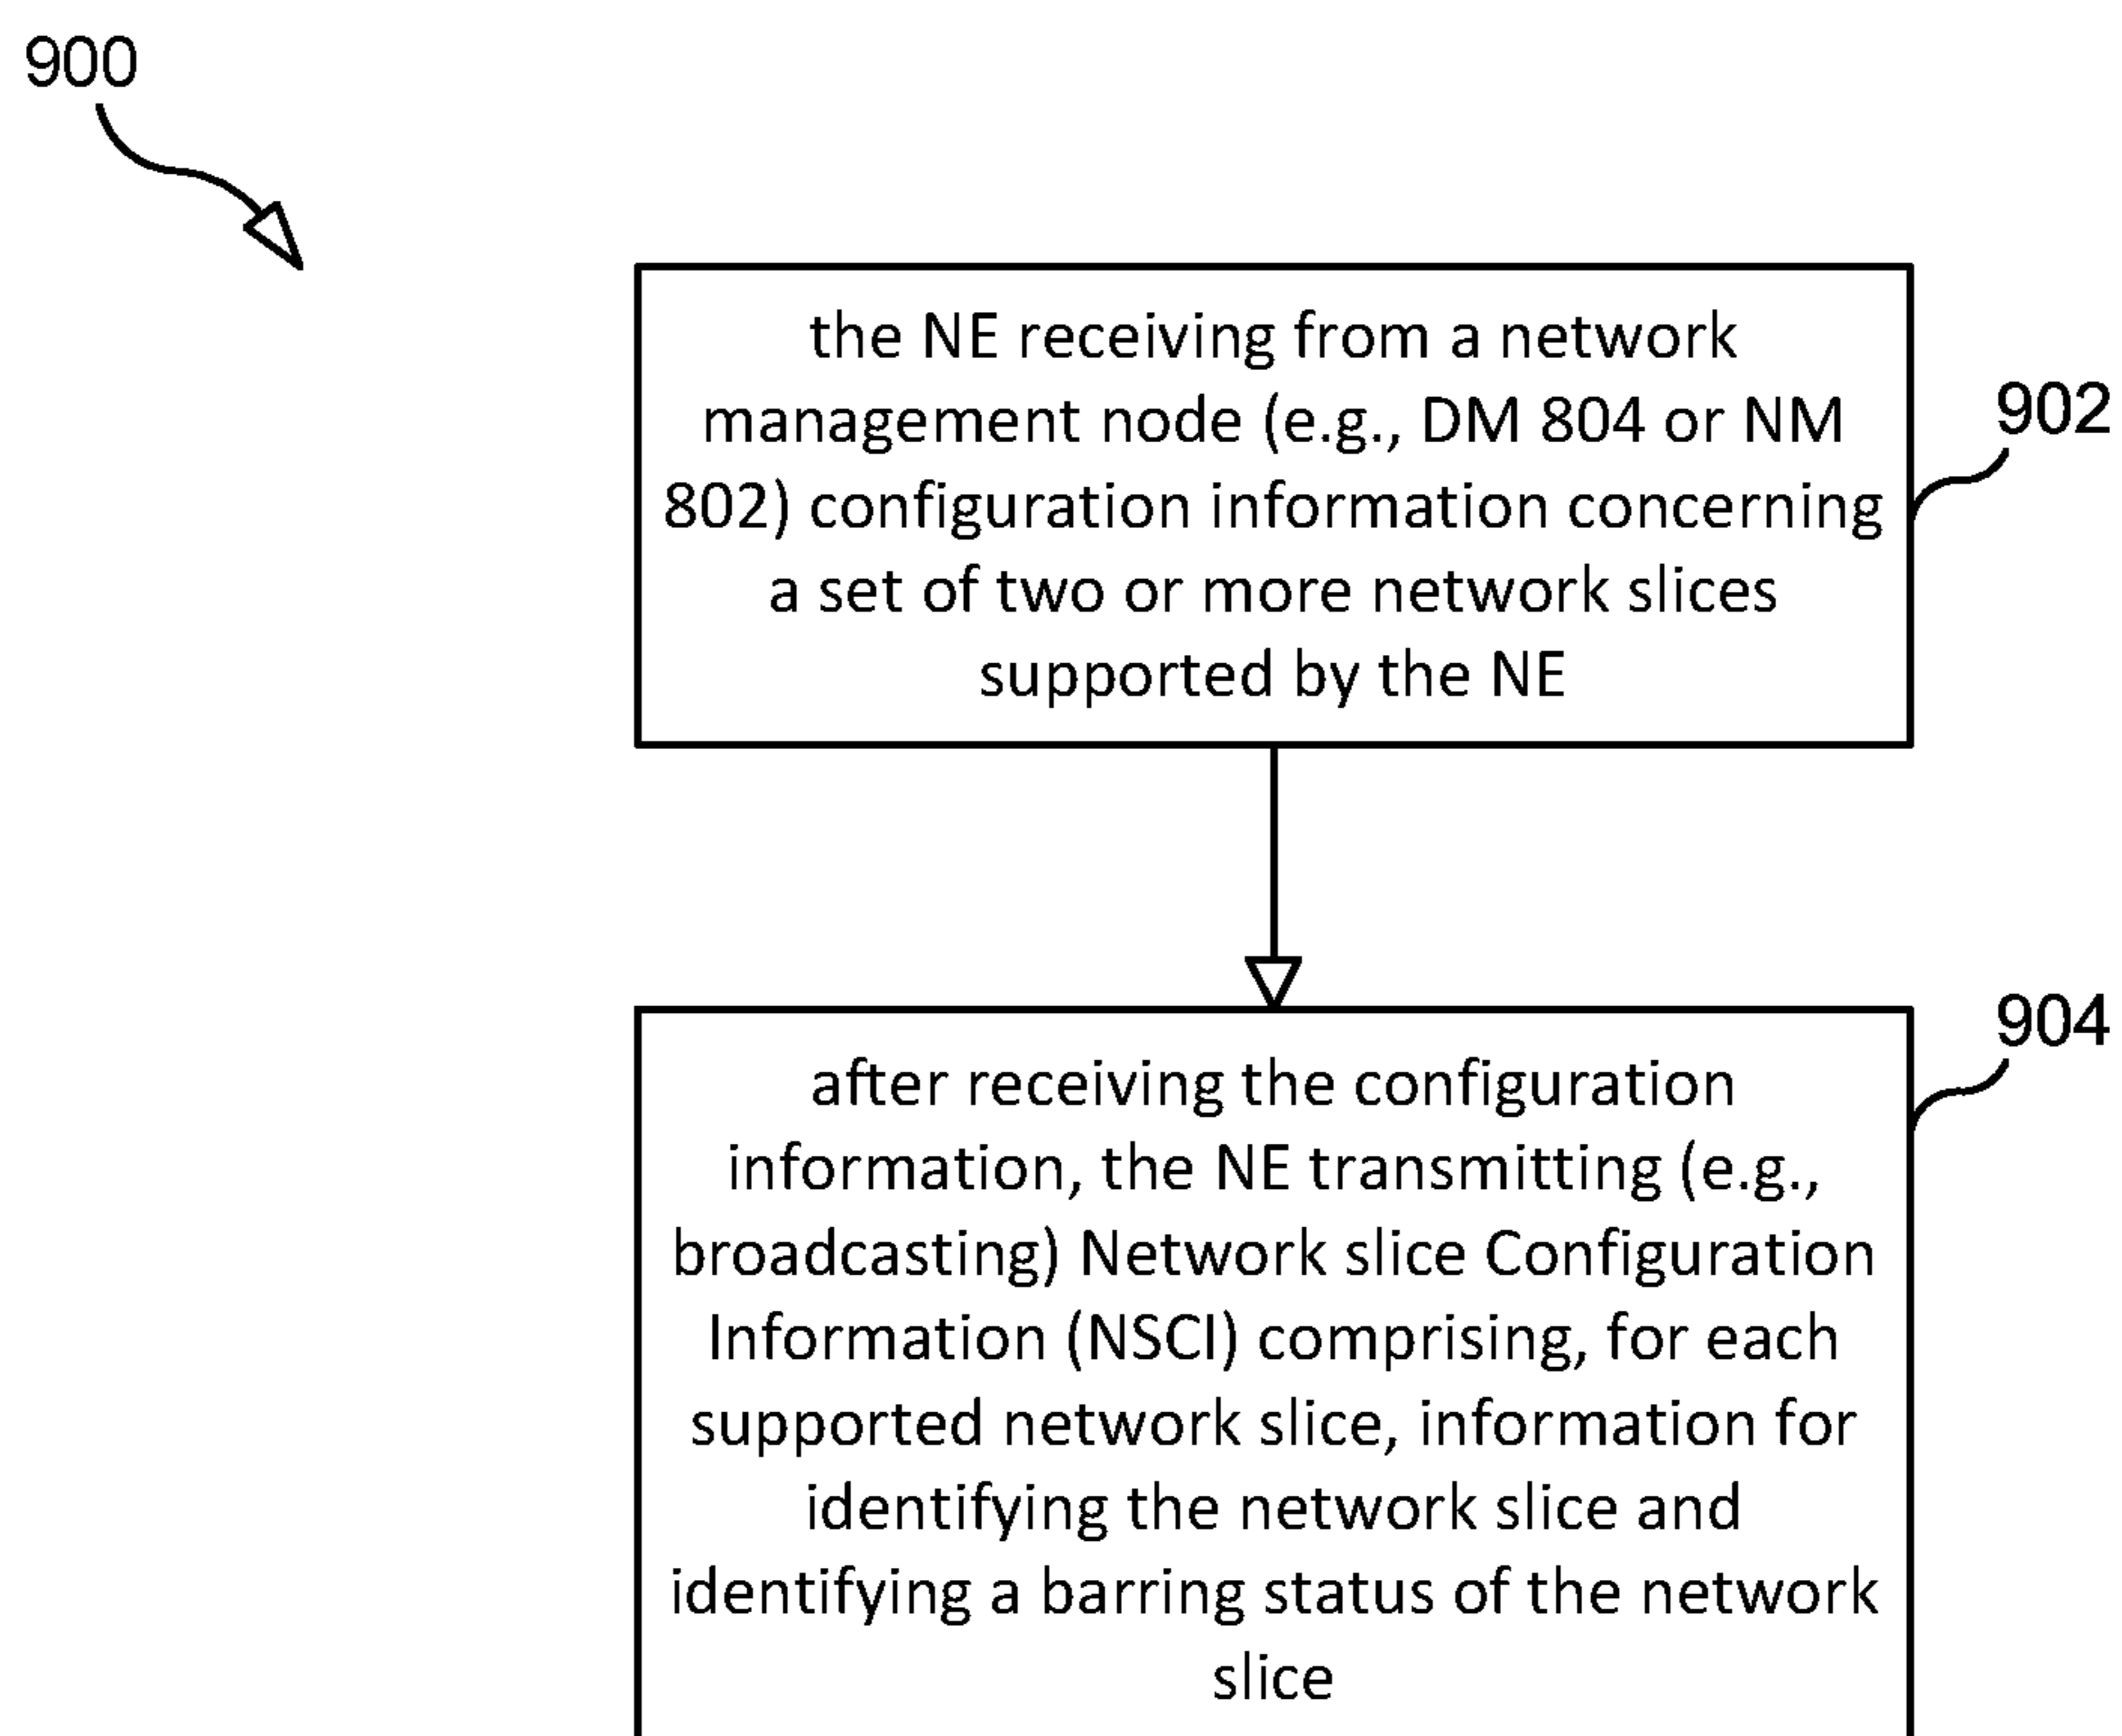 900
the NE receiving from a network
management node (e.g., DM 804 or NM
802) configuration information concerning
a set of two or more network slices
supported by the NE
902
after receiving the configuration
information, the NE transmitting (e.g.,
broadcasting) Network slice Configuration
Information (NSCI) comprising, for each
supported network slice, information for
identifying the network slice and
identifying a barring status of the network
slice
904